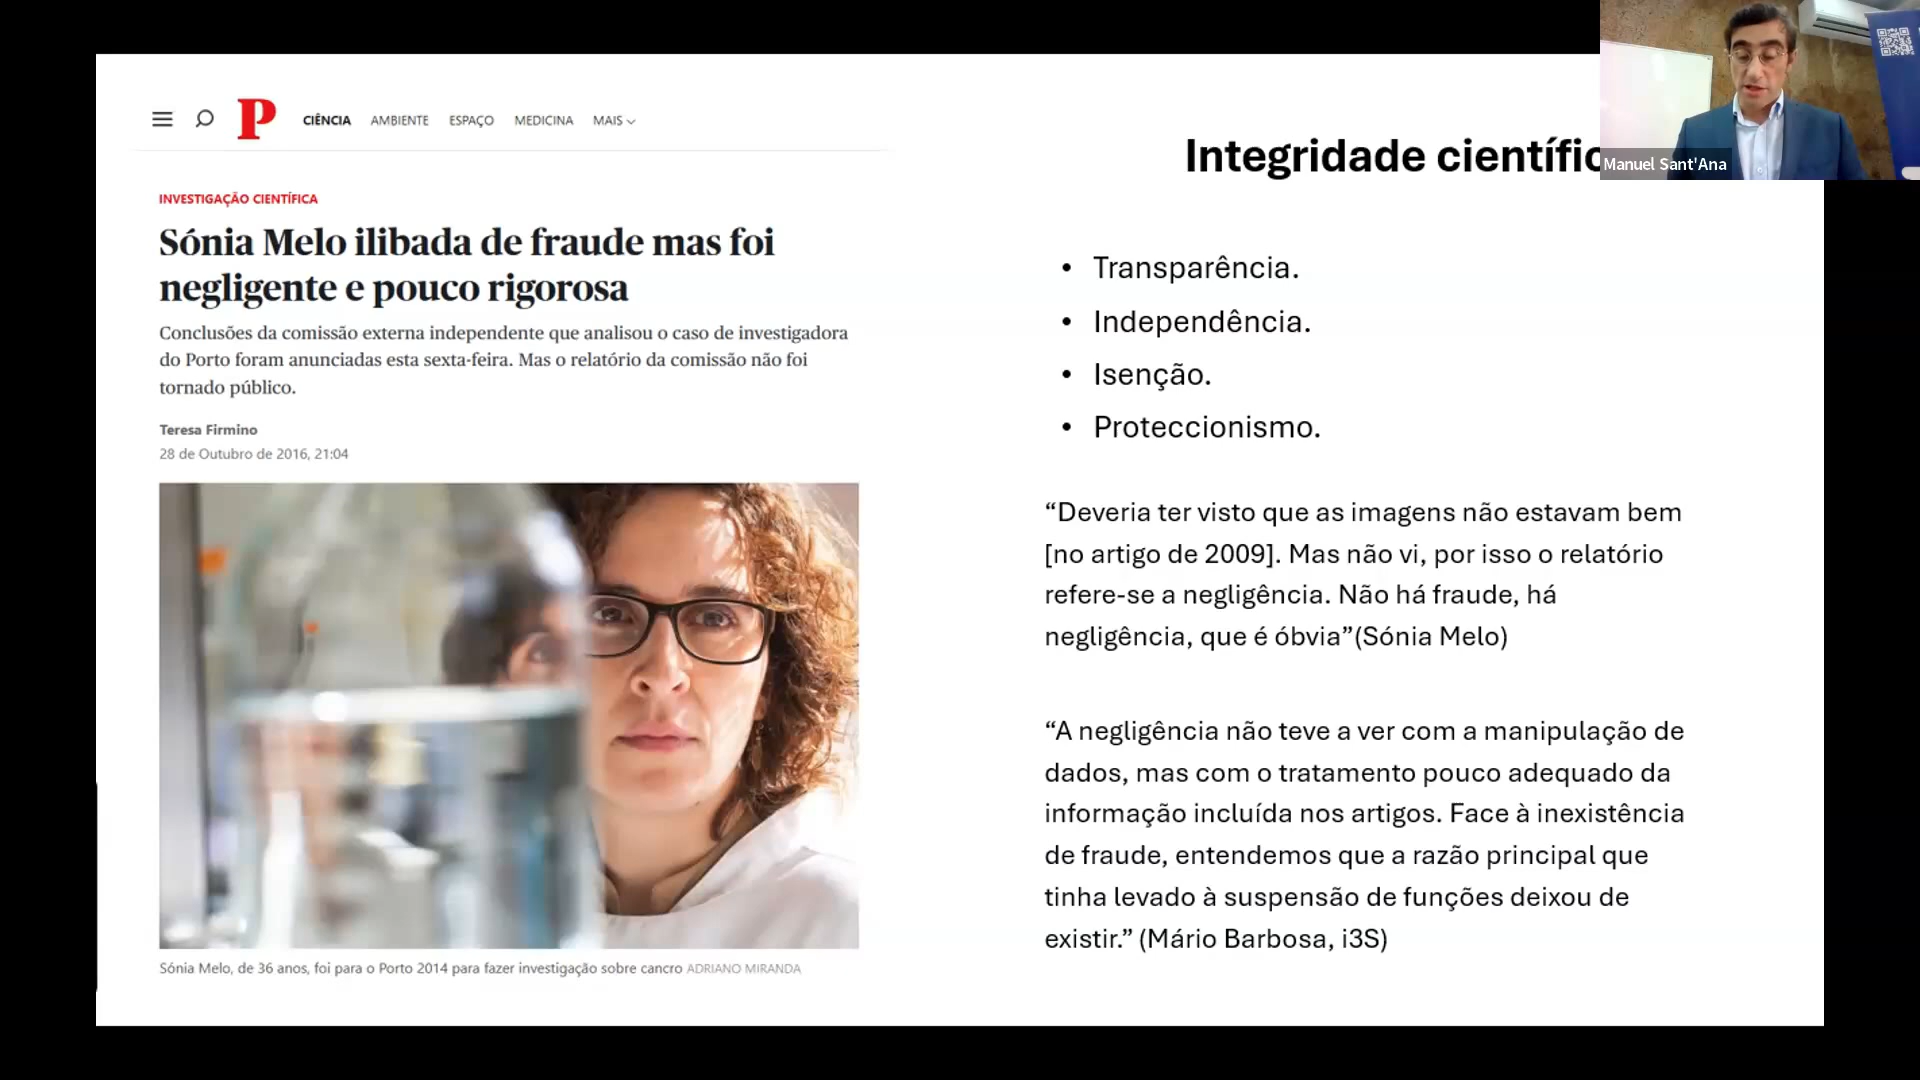 P CIÊNCIA AMBIENTE ESPAÇO MEDICINA MAIS
INVESTIGAÇÃO CIENTÍFICA
Sónia Melo ilibada de fraude mas foi
negligente e pouco rigorosa
Conclusões da comissão externa independente que analisou o caso de investigadora
do Porto foram anunciadas esta sexta-feira. Mas o relatório da comissão não foi
tornado público.
Teresa Firmino
28 de Outubro de 2016, 21:04
Sónia Melo, de 36 anos, foi para o Porto 2014 para fazer investigação sobre cancro ADRIANO MIRANDA
Integridade científic
• Transparência.
• Independência.
• Isenção.
• Proteccionismo.
“Deveria ter visto que as imagens não estavam bem
[no artigo de 2009]. Mas não vi, por isso o relatório
refere-se a negligência. Não há fraude, há
negligência, que é óbvia”(Sónia Melo)
“A negligência não teve a ver com a manipulação de
dados, mas com o tratamento pouco adequado da
informação incluída nos artigos. Face à inexistência
de fraude, entendemos que a razão principal que
tinha levado à suspensão de funções deixou de
existir.” (Mário Barbosa, i3S)
Manuel Sant'Ana